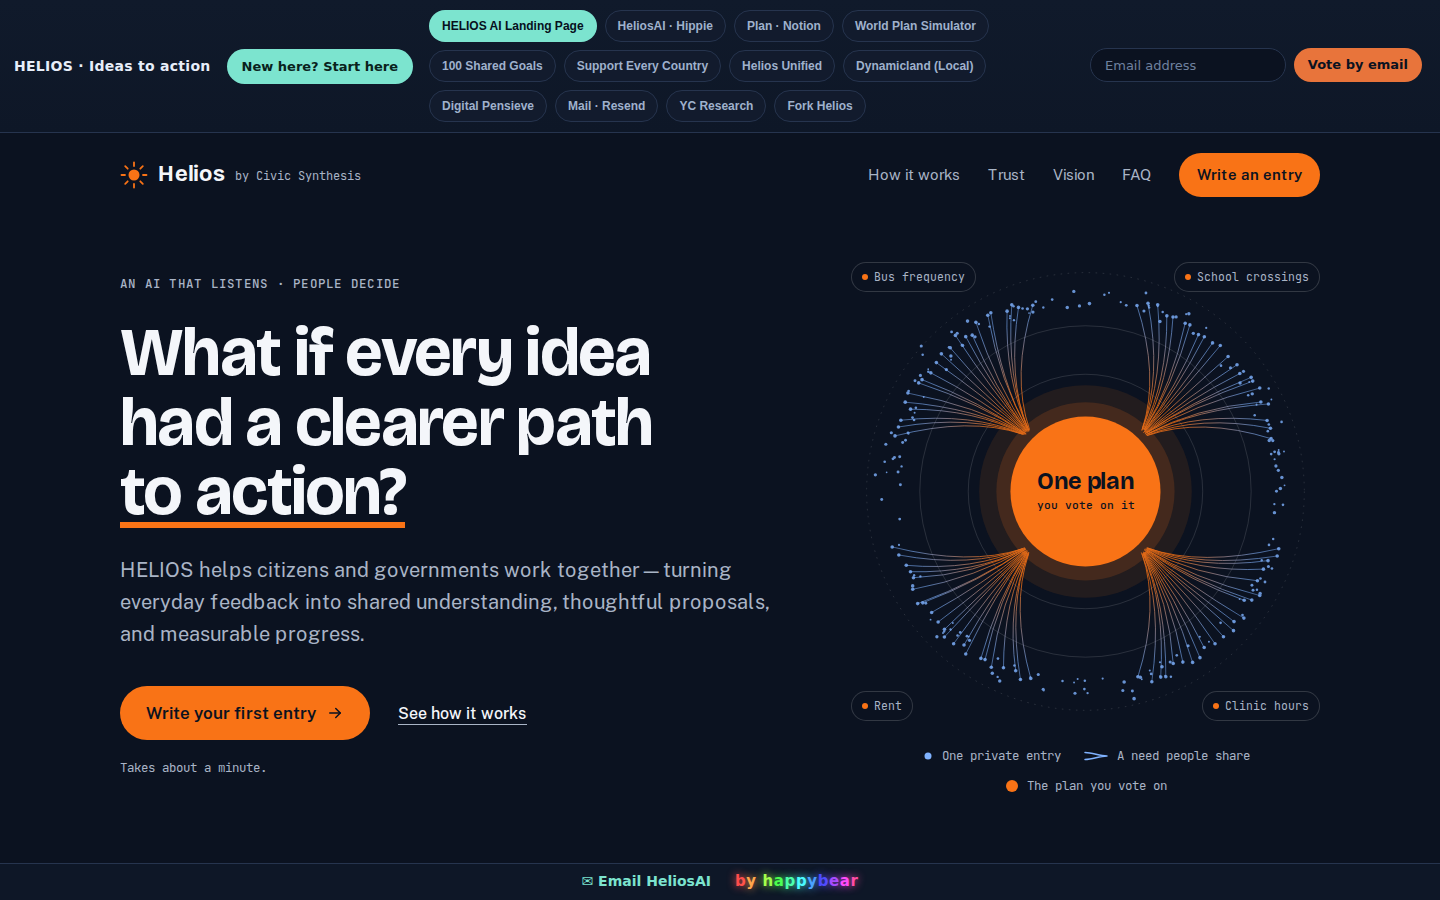 HELIOS · Ideas to action
New here? Start here
HELIOS AI Landing Page
HeliosAI · Hippie
Plan · Notion
World Plan Simulator
100 Shared Goals
Support Every Country
Helios Unified
Dynamicland (Local)
Digital Pensieve
Mail · Resend
YC Research
Fork Helios
Email address
Vote by email
Helios by Civic Synthesis
How it works
Trust
Vision
FAQ
Write an entry
AN AI THAT LISTENS · PEOPLE DECIDE
What if every idea
had a clearer path
to action?
HELIOS helps citizens and governments work together — turning
everyday feedback into shared understanding, thoughtful proposals,
and measurable progress.
Write your first entry →
See how it works
Takes about a minute.
Bus frequency
School crossings
One plan
you vote on it
Rent
Clinic hours
One private entry
A need people share
The plan you vote on
✉ Email HeliosAI
by happybear